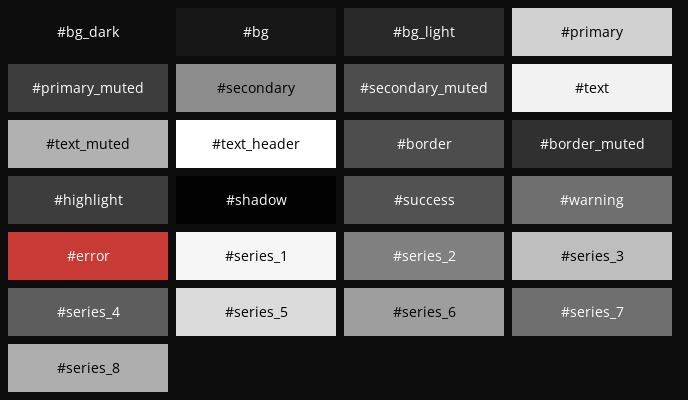 #bg_dark
#bg
#bg_light
#primary
#primary_muted
#secondary
#secondary_muted
#text
#text_muted
#text_header
#border
#border_muted
#highlight
#shadow
#success
#warning
#error
#series_1
#series_2
#series_3
#series_4
#series_5
#series_6
#series_7
#series_8